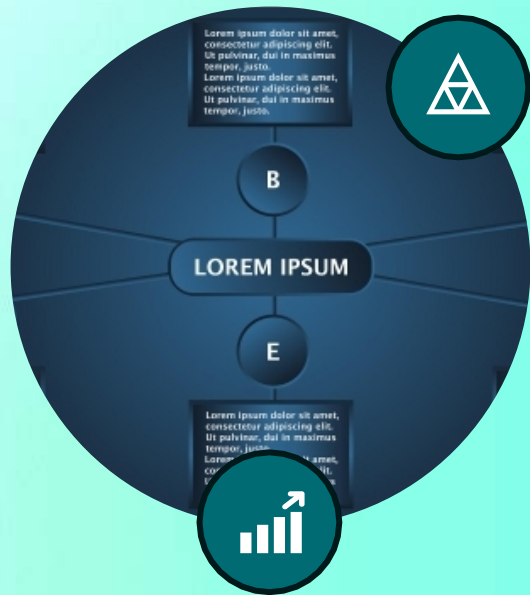 Lorem ipsum dolor sit amet,
consectetur adipiscing elit.
Ut pulvinar, dui in maximus
tempor, justo.
Lorem ipsum dolor sit amet,
consectetur adipiscing elit.
Ut pulvinar, dui in maximus
tempor, justo.
B
LOREM IPSUM
E
Lorem ipsum dolor sit amet,
consectetur adipiscing elit.
Ut pulvinar, dui in maximus
tempor, justo.
amet,